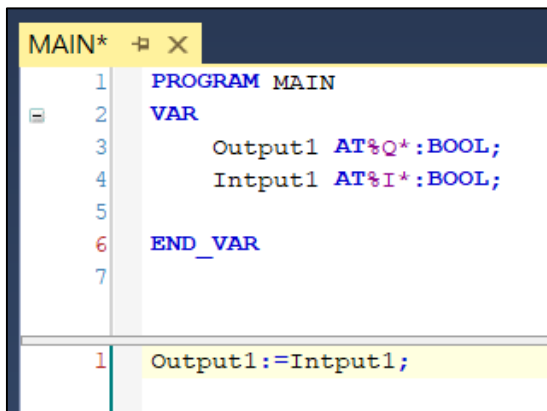 MAIN*
1 PROGRAM MAIN
2 VAR
3 Output1 AT%Q*:BOOL;
4 Intput1 AT%I*:BOOL;
5
6 END_VAR
7
1 Output1:=Intput1;